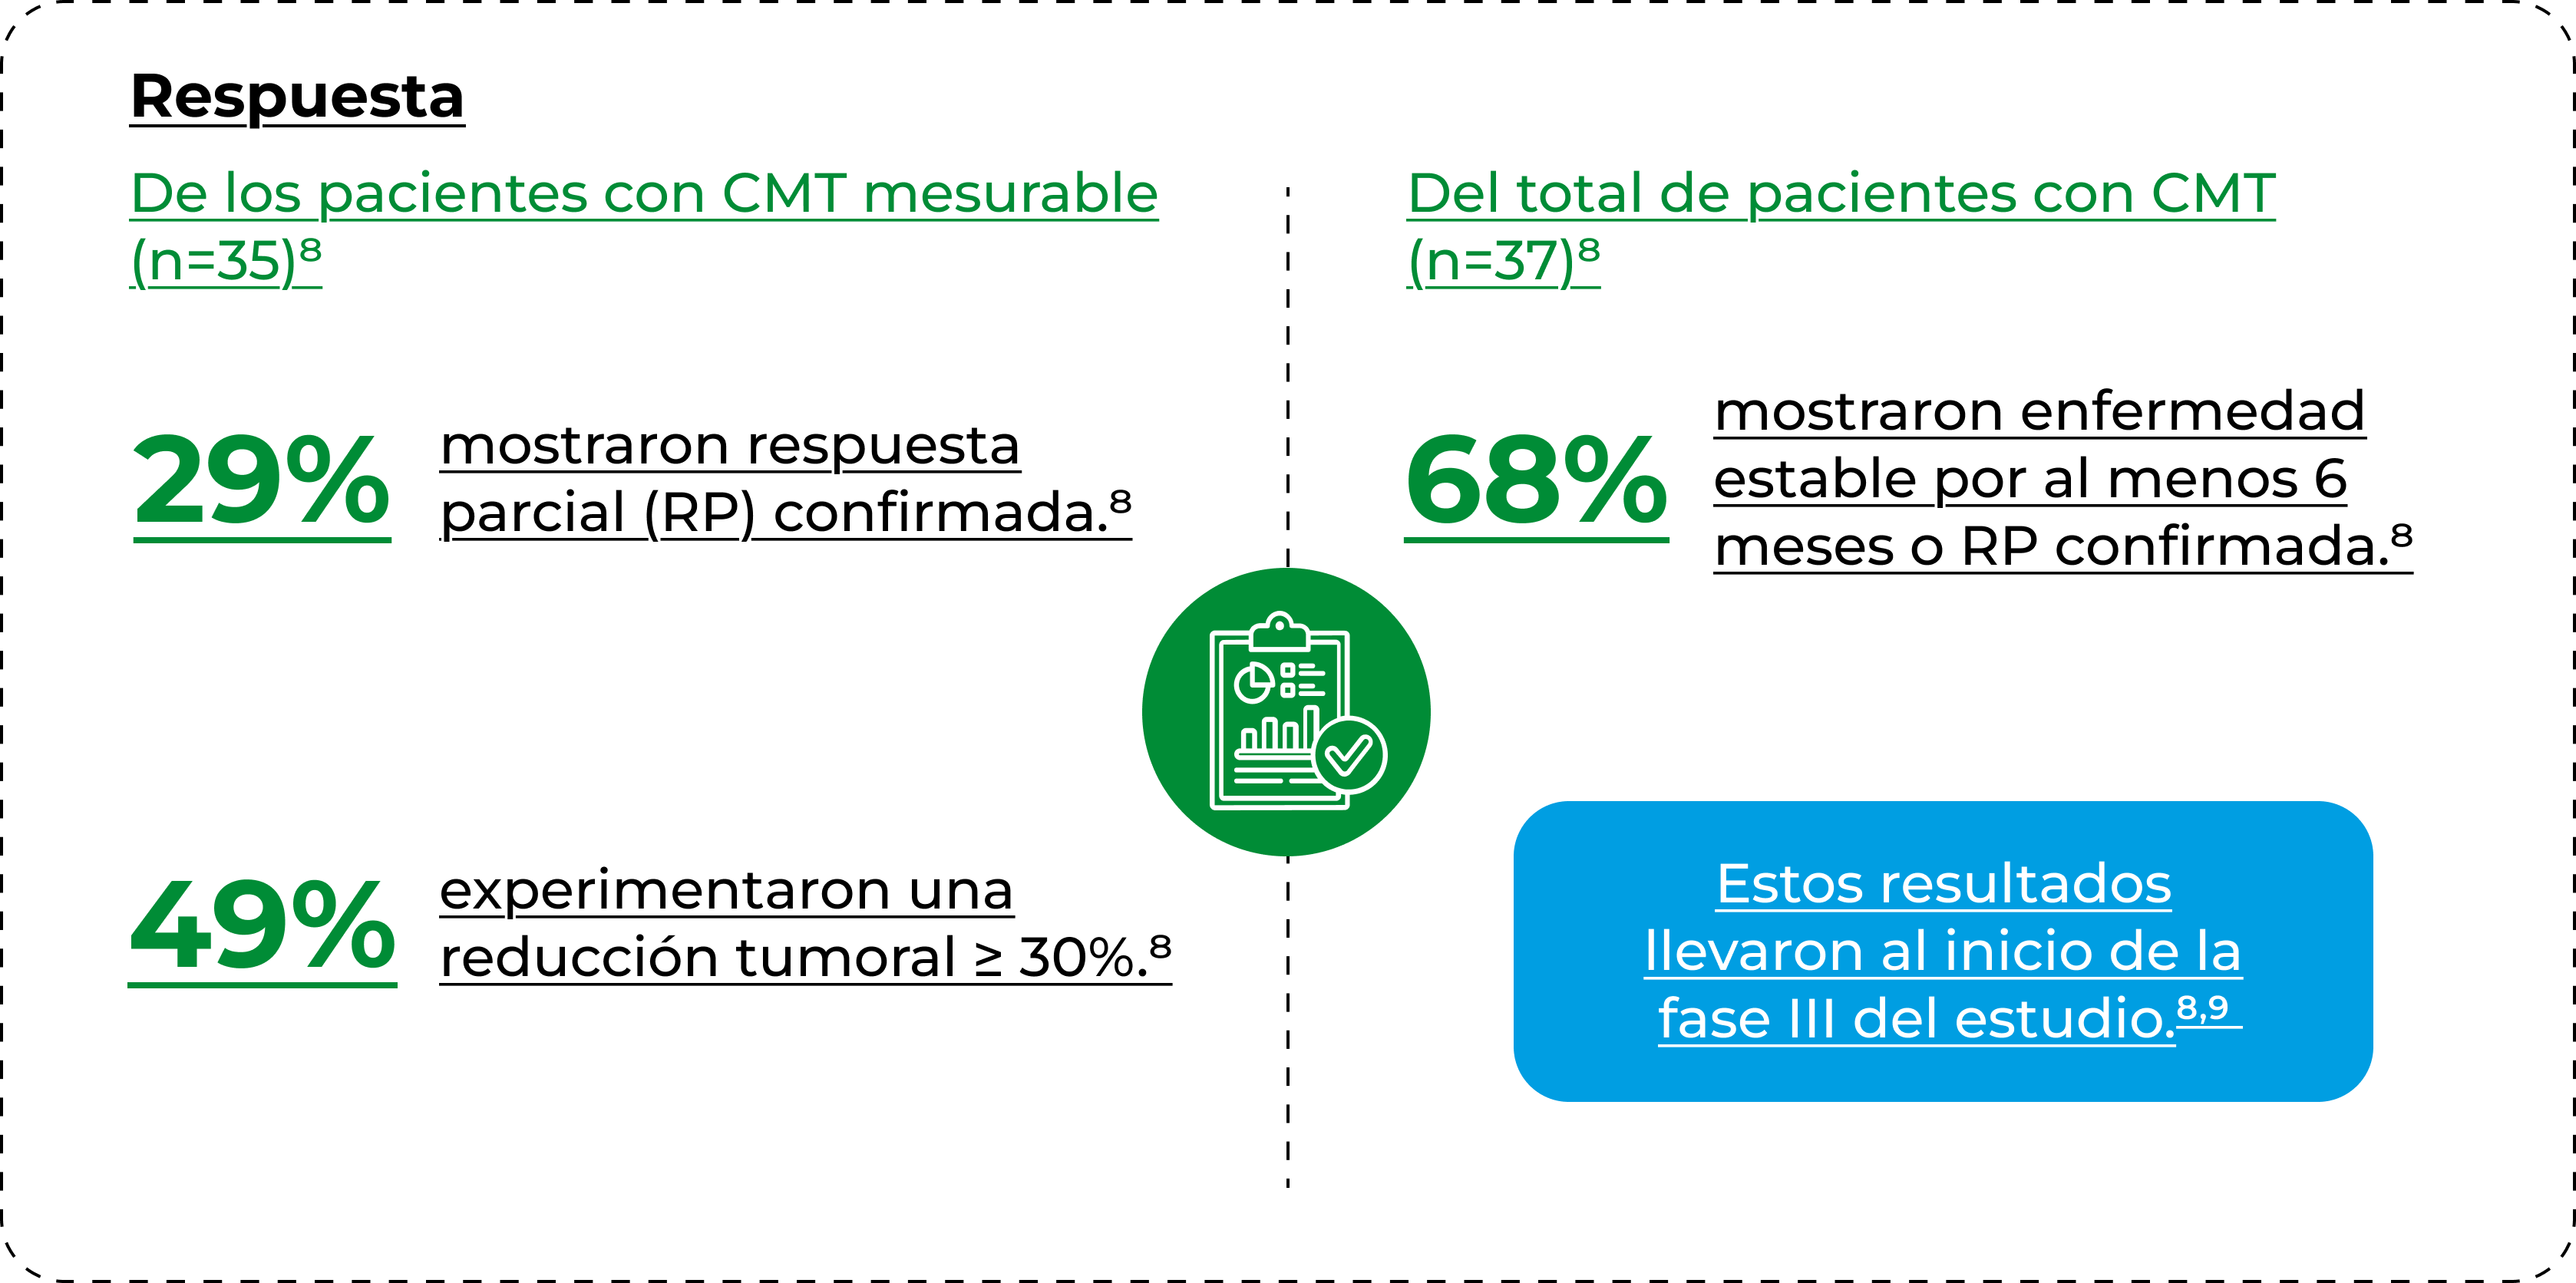 Respuesta
De los pacientes con CMT mesurable
(n=35)⁸
29%
mostraron respuesta
parcial (RP) confirmada.⁸
49%
experimentaron una
reducción tumoral ≥ 30%.⁸
Del total de pacientes con CMT
(n=37)⁸
68%
mostraron enfermedad
estable por al menos 6
meses o RP confirmada.⁸
Estos resultados
llevaron al inicio de la
fase III del estudio.⁸,⁹